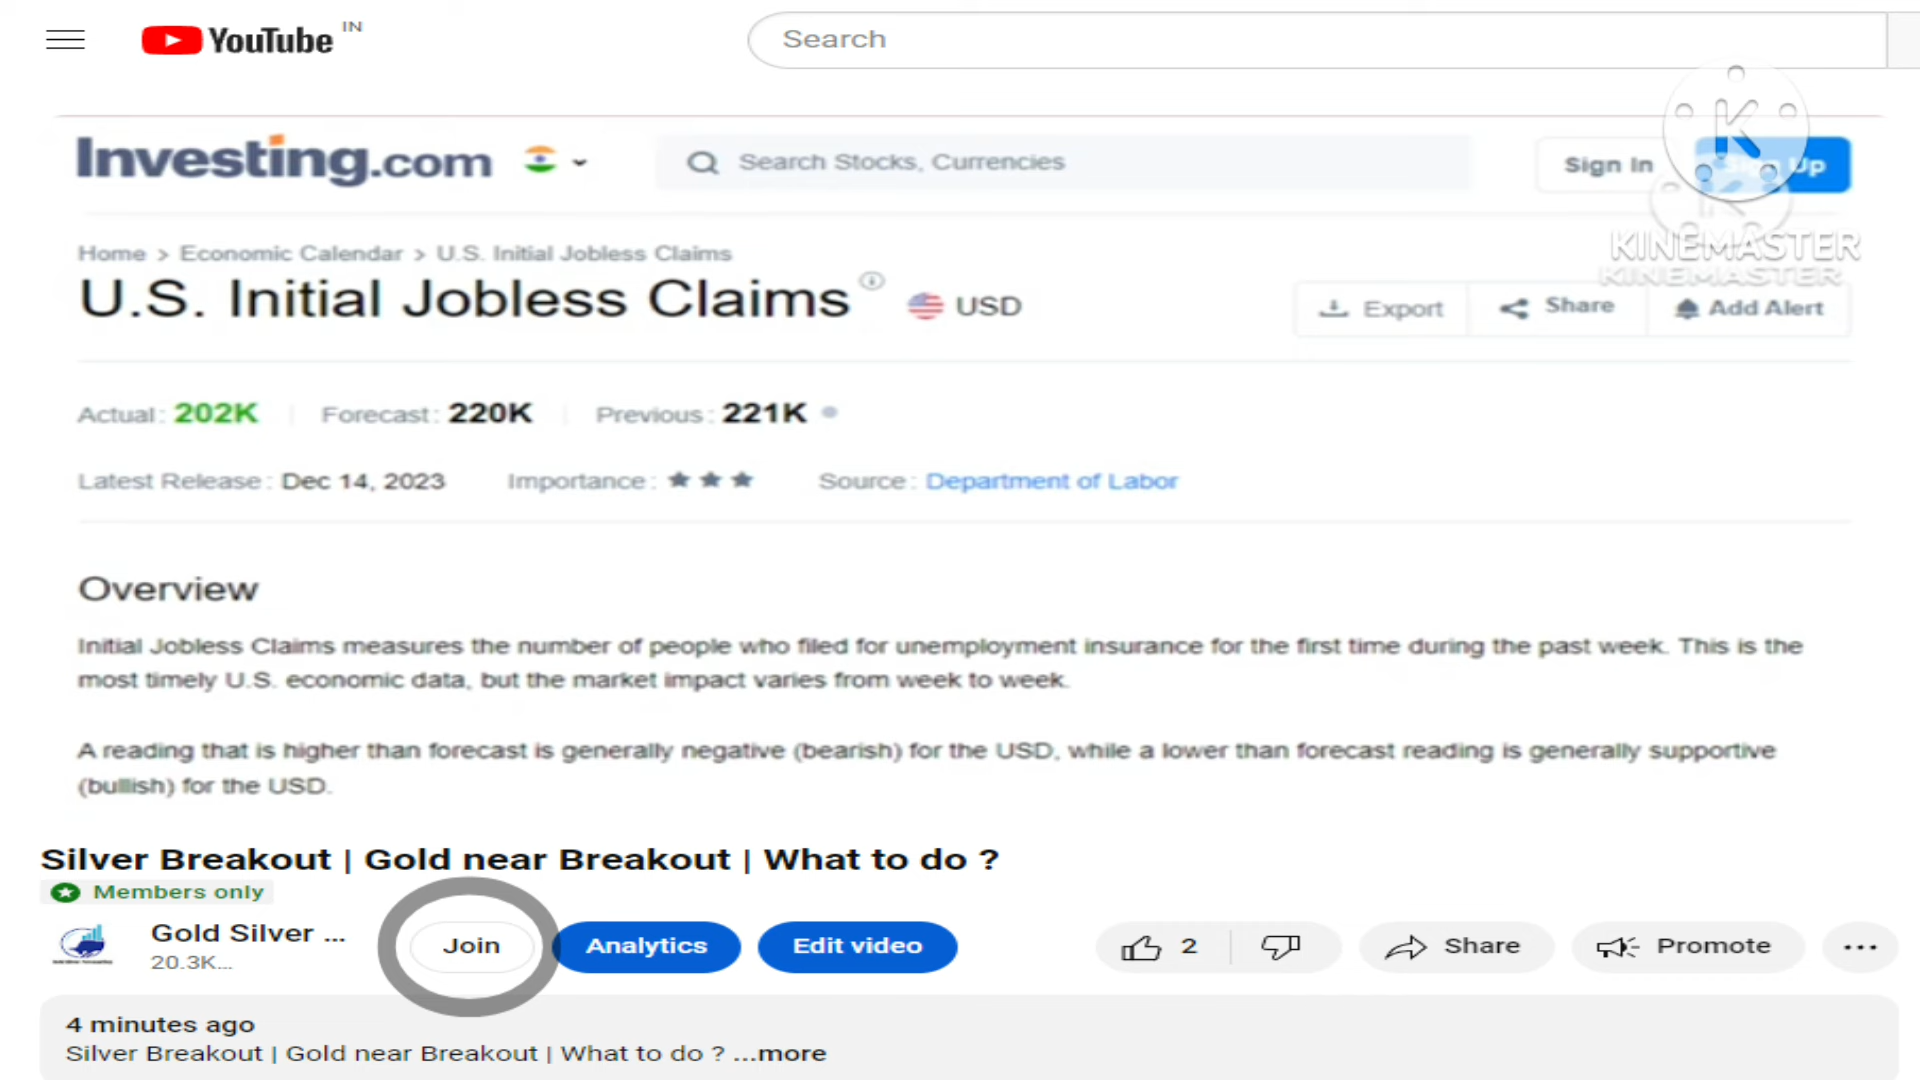 YouTube IN
Search
Investing.com
Search Stocks, Currencies
Sign In
Up
KINEMASTER
KINEMASTER
Home > Economic Calendar > U.S. Initial Jobless Claims
U.S. Initial Jobless Claims
USD
Export
Share
Add Alert
Actual: 202K
Forecast: 220K
Previous: 221K
Latest Release: Dec 14, 2023
Importance:
Source: Department of Labor
Overview
Initial Jobless Claims measures the number of people who filed for unemployment insurance for the first time during the past week. This is the
most timely U.S. economic data, but the market impact varies from week to week.
A reading that is higher than forecast is generally negative (bearish) for the USD, while a lower than forecast reading is generally supportive
(bullish) for the USD.
Silver Breakout | Gold near Breakout | What to do ?
Members only
Gold Silver ...
20.3K...
Join
Analytics
Edit video
2
Share
Promote
4 minutes ago
Silver Breakout | Gold near Breakout | What to do ? ...more